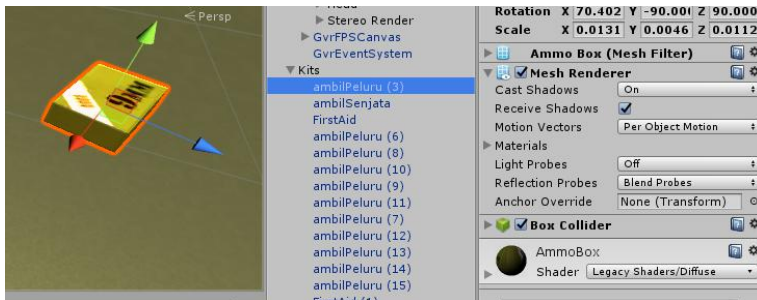 Persp
9MM
Stereo Render
GvrFPSCanvas
GvrEventSystem
Kits
ambilPeluru (3)
ambilSenjata
FirstAid
ambilPeluru (6)
ambilPeluru (8)
ambilPeluru (10)
ambilPeluru (9)
ambilPeluru (11)
ambilPeluru (7)
ambilPeluru (12)
ambilPeluru (13)
ambilPeluru (14)
ambilPeluru (15)
FirstAid (1)
Rotation X 70.402 Y -90.00( Z 90.000
Scale X 0.0131 Y 0.0046 Z 0.0112
Ammo Box (Mesh Filter)
Mesh Renderer
Cast Shadows On
Receive Shadows
Motion Vectors Per Object Motion
Materials
Light Probes Off
Reflection Probes Blend Probes
Anchor Override None (Transform)
Box Collider
AmmoBox
Shader Legacy Shaders/Diffuse